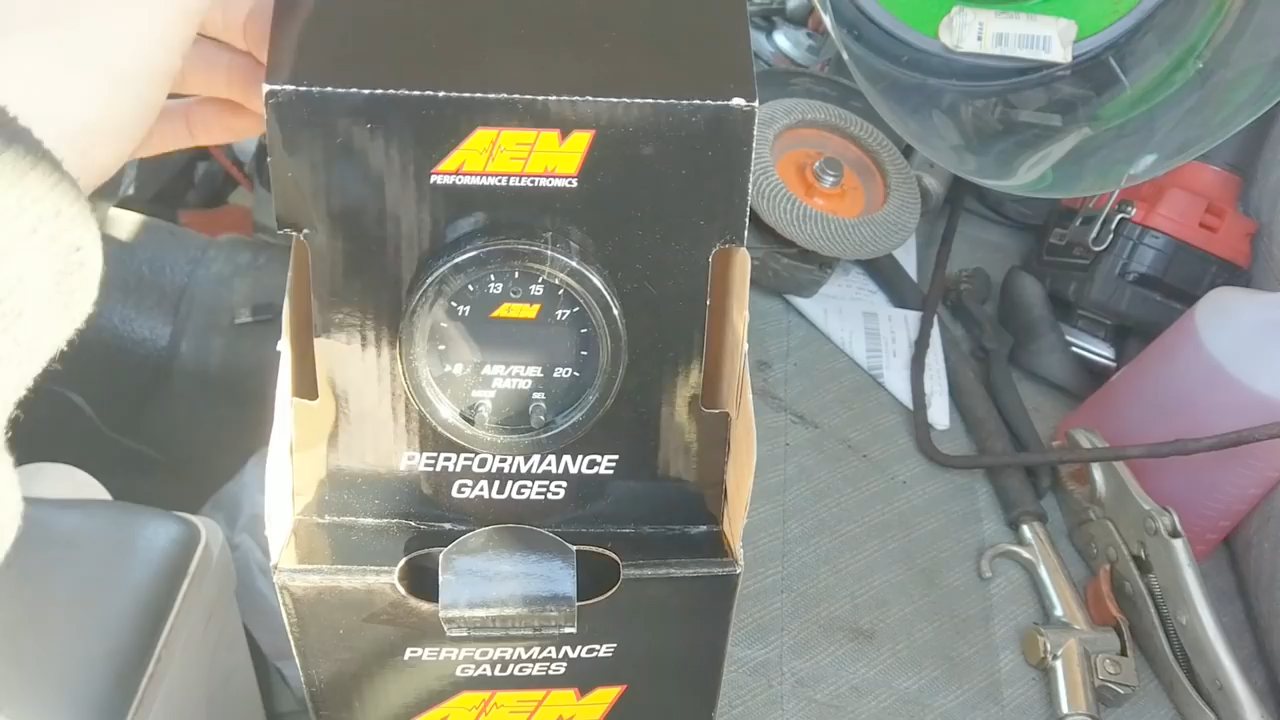 AEM
PERFORMANCE ELECTRONICS
13 15
11 17
AEM
8 AIR/FUEL 20
RATIO
SEL
PERFORMANCE
GAUGES
PERFORMANCE
GAUGES
AEM